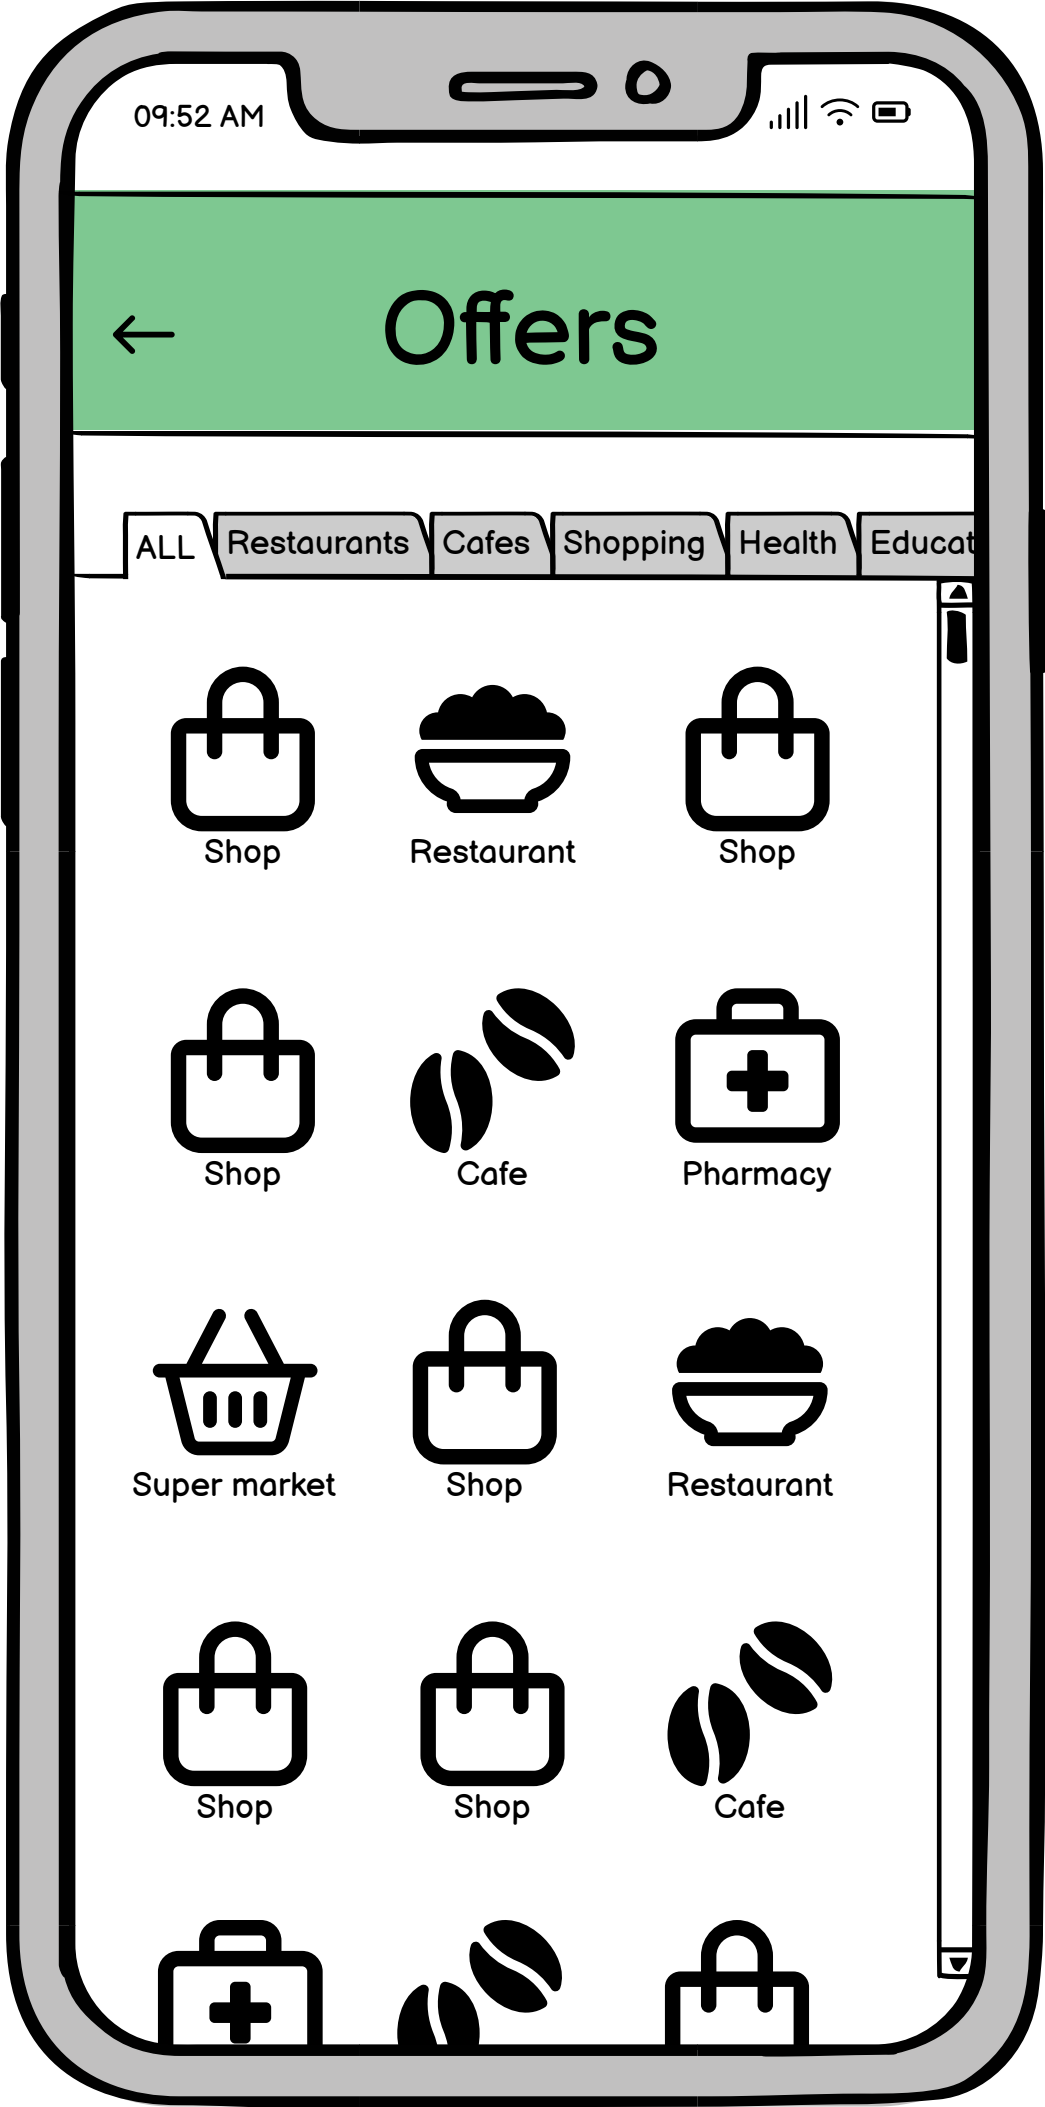 09:52 AM
Offers
ALL Restaurants Cafes Shopping Health Educat
Shop Restaurant Shop
Shop Cafe Pharmacy
Super market Shop Restaurant
Shop Shop Cafe